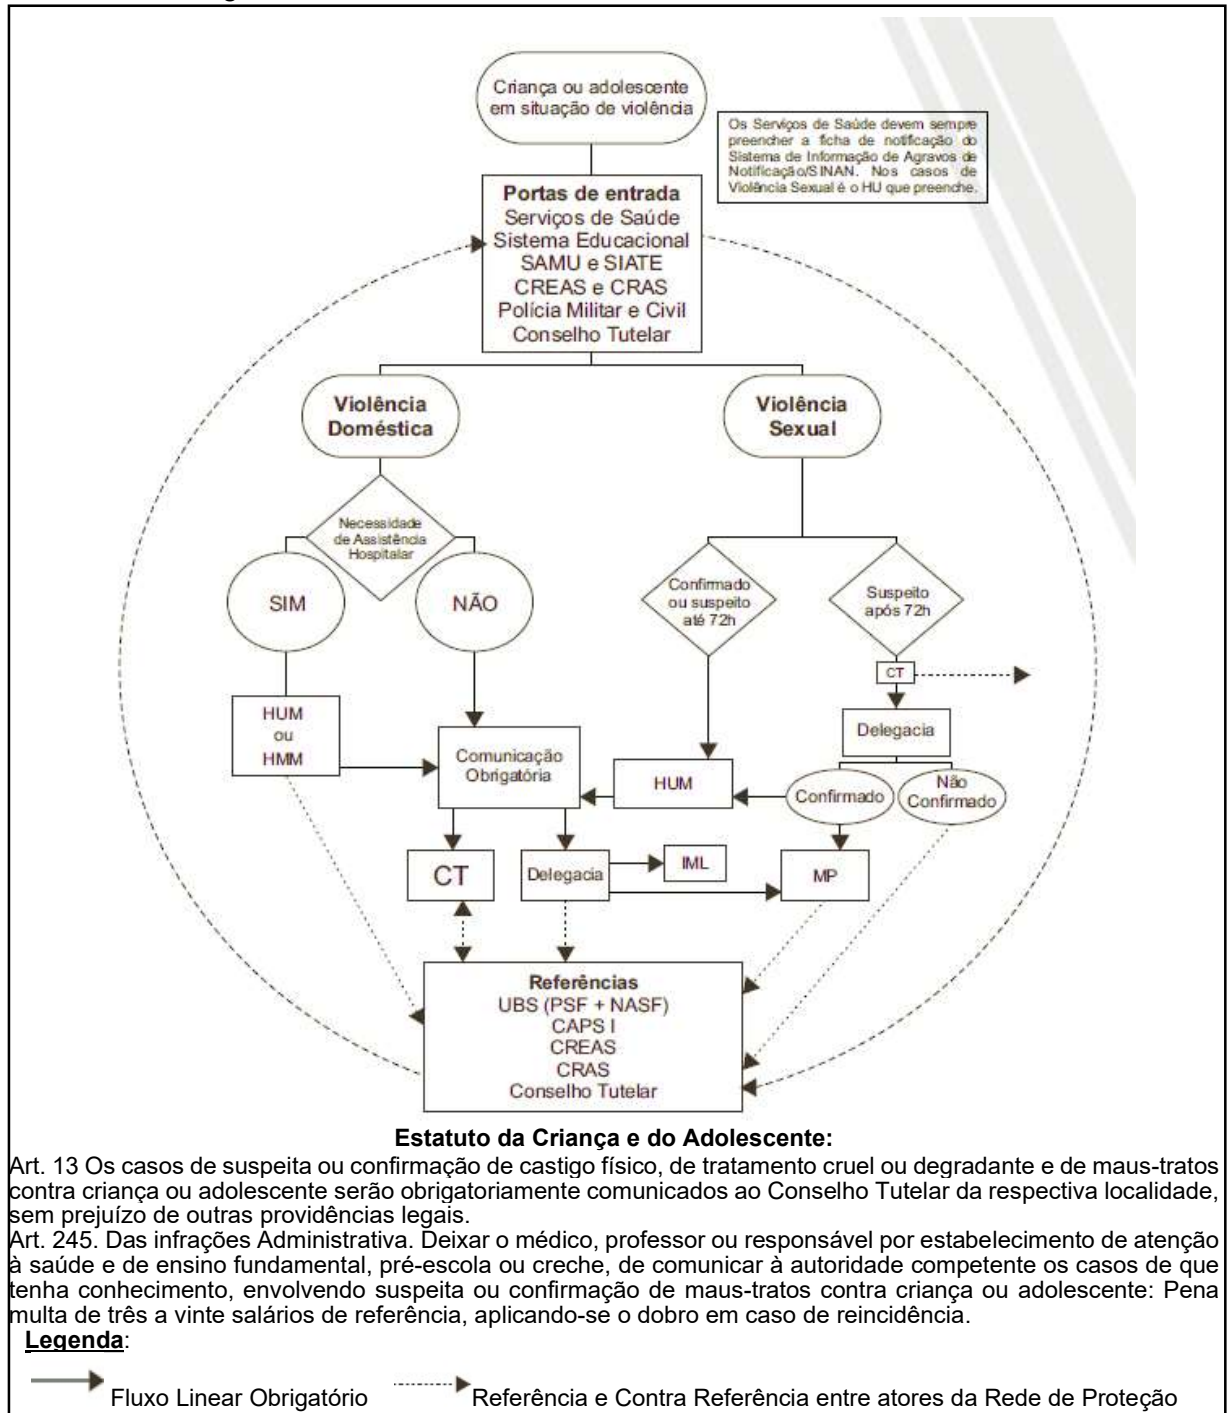 Criança ou adolescente
em situação de violência
Os Serviços de Saúde devem sempre
preencher a ficha de notificação do
Sistema de Informação de Agravos de
Notificação/SINAN. Nos casos de
Violência Sexual é o HU que preenche.
Portas de entrada
Serviços de Saúde
Sistema Educacional
SAMU e SIATE
CREAS e CRAS
Polícia Militar e Civil
Conselho Tutelar
Violência
Doméstica
Violência
Sexual
Necessidade
de Assistência
Hospitalar
SIM
NÃO
Confirmado
ou suspeito
até 72h
Suspeito
após 72h
CT
HUM
ou
HMM
Comunicação
Obrigatória
HUM
Delegacia
Confirmado
Não
Confirmado
CT
Delegacia
IML
MP
Referências
UBS (PSF + NASF)
CAPS I
CREAS
CRAS
Conselho Tutelar
Estatuto da Criança e do Adolescente:
Art. 13 Os casos de suspeita ou confirmação de castigo físico, de tratamento cruel ou degradante e de maus-tratos
contra criança ou adolescente serão obrigatoriamente comunicados ao Conselho Tutelar da respectiva localidade,
sem prejuízo de outras providências legais.
Art. 245. Das infrações Administrativa. Deixar o médico, professor ou responsável por estabelecimento de atenção
à saúde e de ensino fundamental, pré-escola ou creche, de comunicar à autoridade competente os casos de que
tenha conhecimento, envolvendo suspeita ou confirmação de maus-tratos contra criança ou adolescente: Pena
multa de três a vinte salários de referência, aplicando-se o dobro em caso de reincidência.
Legenda:
Fluxo Linear Obrigatório
Referência e Contra Referência entre atores da Rede de Proteção